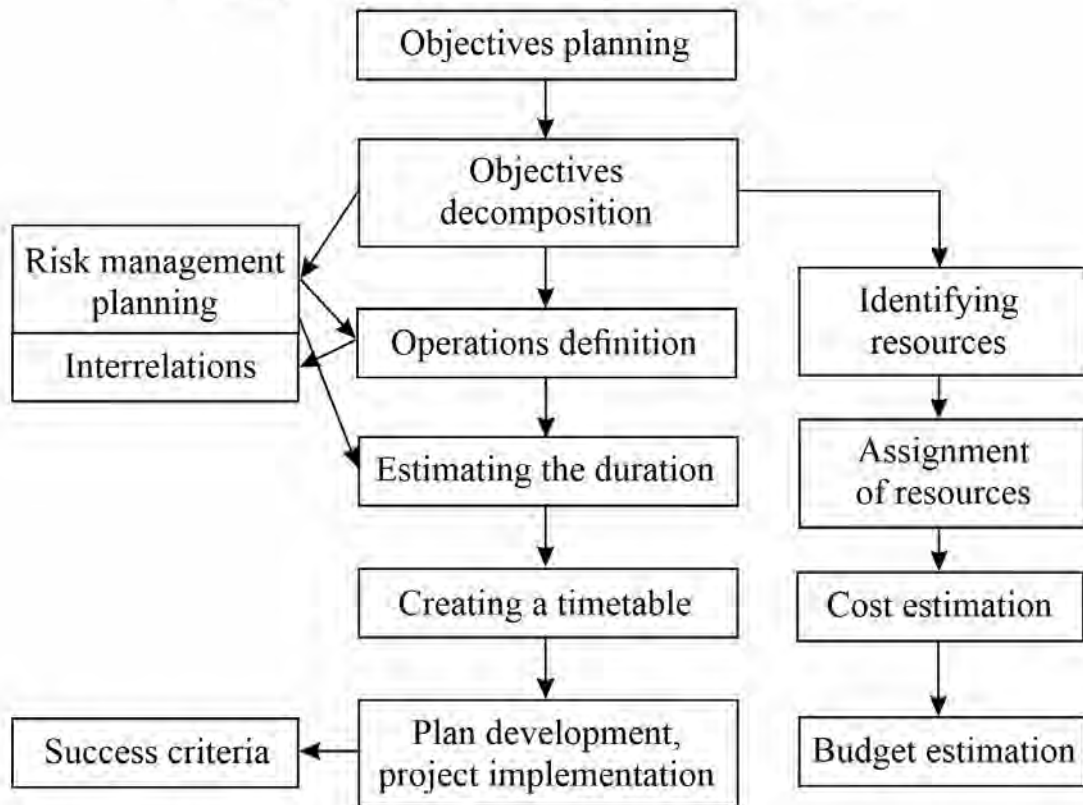 Objectives planning
Objectives
decomposition
Risk management
planning
Interrelations
Operations definition
Identifying
resources
Estimating the duration
Assignment
of resources
Creating a timetable
Cost estimation
Success criteria
Plan development,
project implementation
Budget estimation